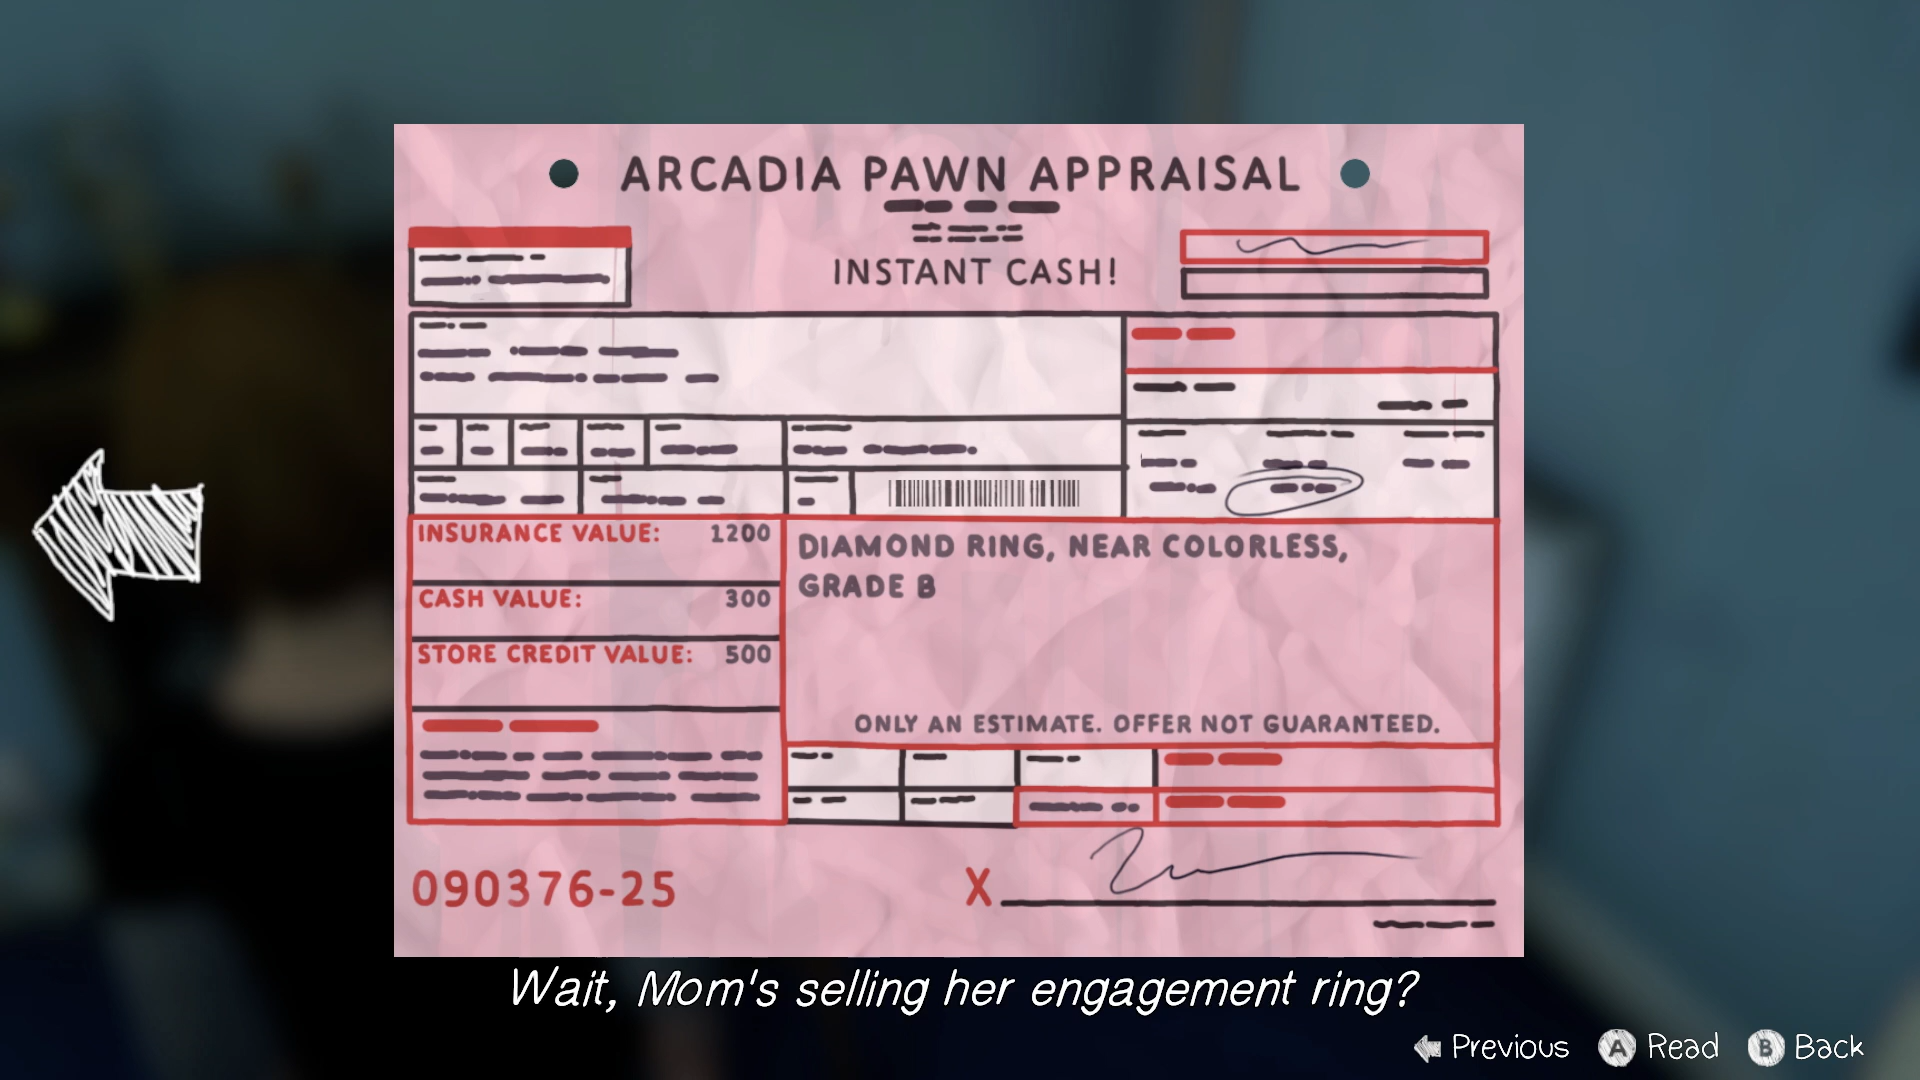 ARCADIA PAWN APPRAISAL
INSTANT CASH!
INSURANCE VALUE: 1200
CASH VALUE: 300
STORE CREDIT VALUE: 500
DIAMOND RING, NEAR COLORLESS,
GRADE B
ONLY AN ESTIMATE. OFFER NOT GUARANTEED.
090376-25
X
Wait, Mom's selling her engagement ring?
Previous A Read B Back